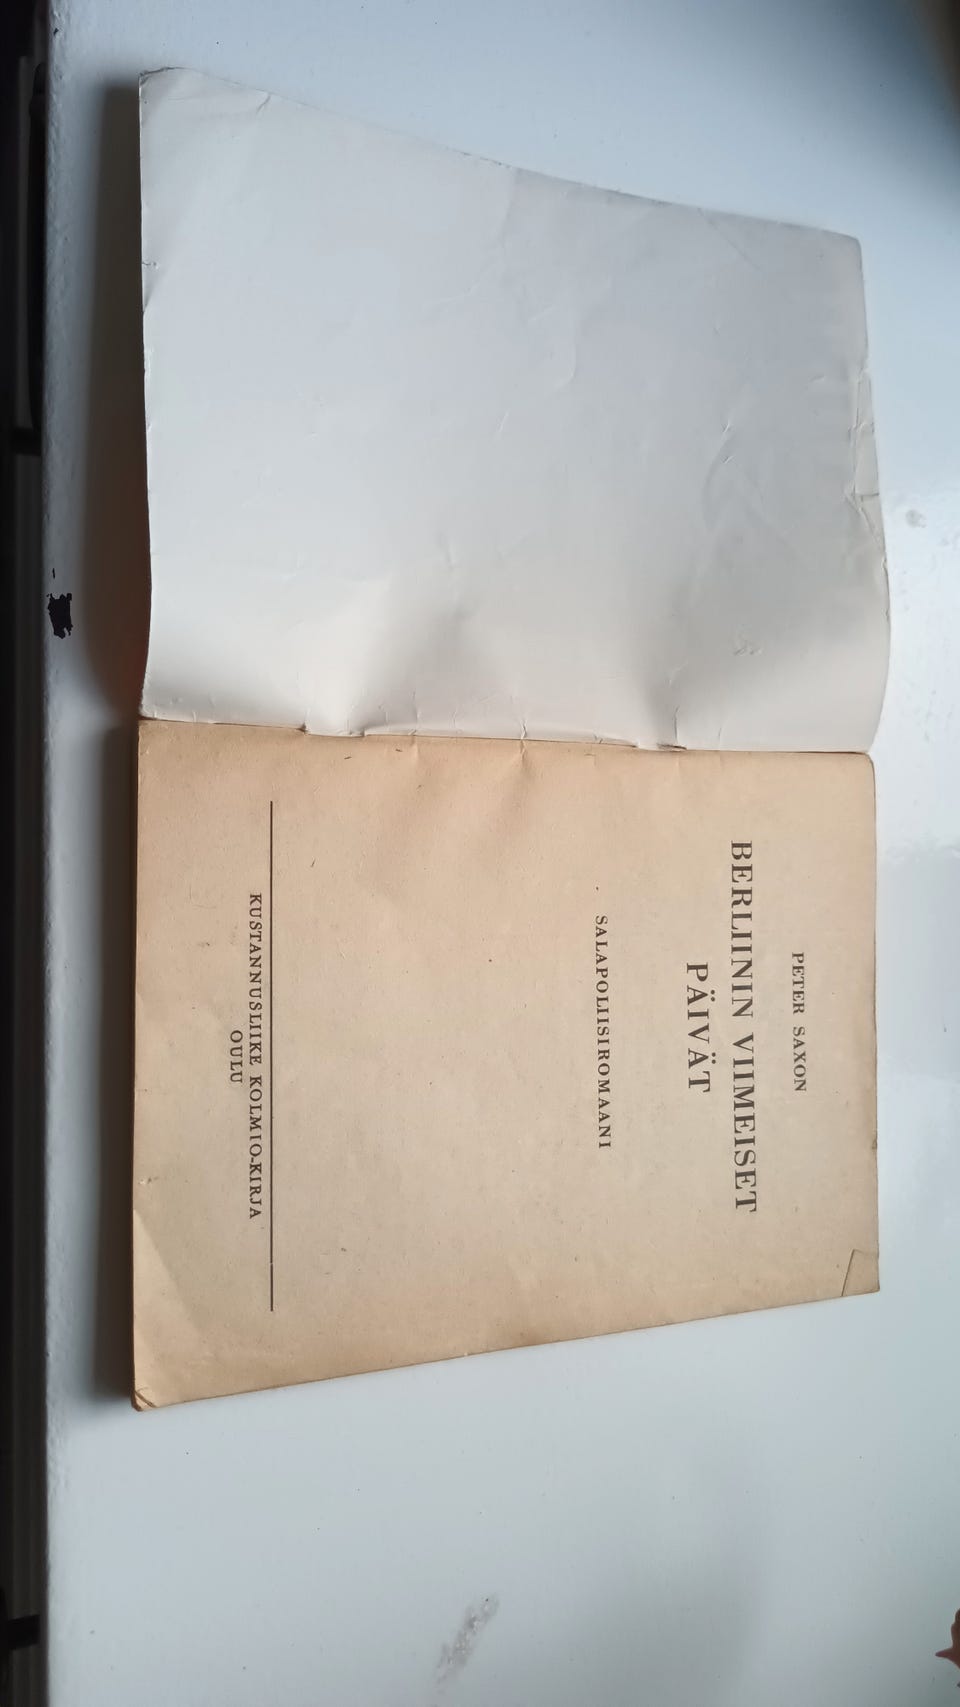 PETER SAXON
BERLIININ VIIMEISET
PÄIVÄT
SALAPOLIISIROMAANI
KUSTANNUSLIIKE KOLMIO-KIRJA
OULU